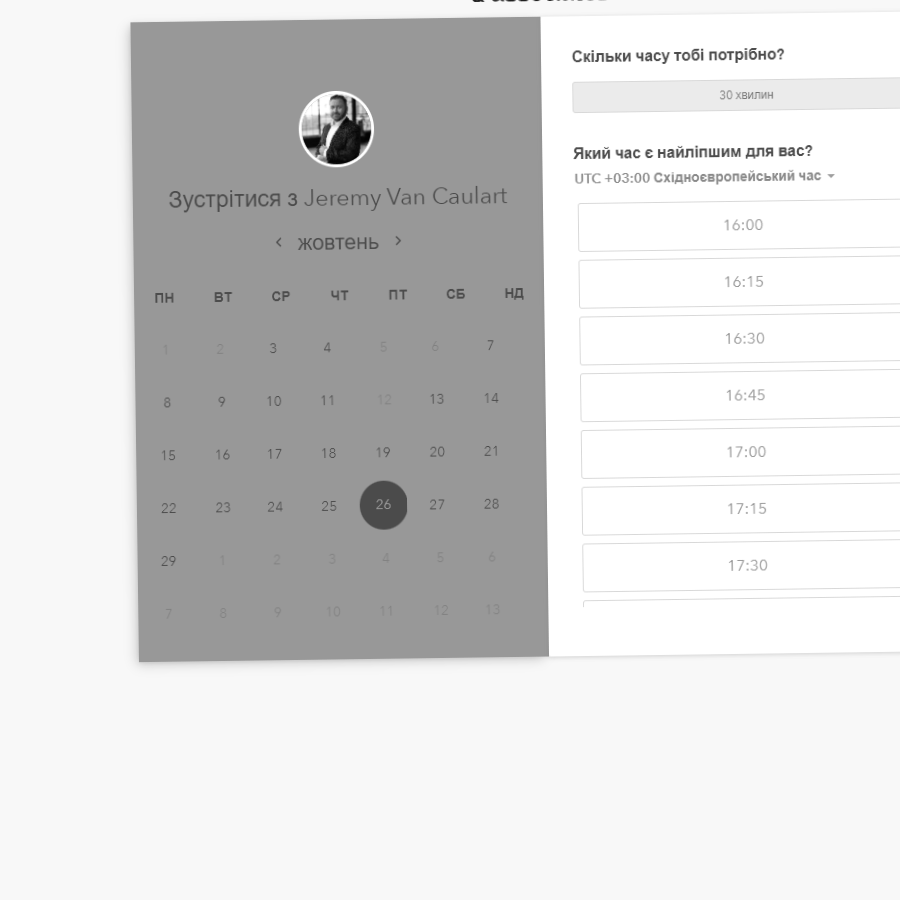 Зустрітися з Jeremy Van Caulart
жовтень
ПН ВТ СР ЧТ ПТ СБ НД
1 2 3 4 5 6 7
8 9 10 11 12 13 14
15 16 17 18 19 20 21
22 23 24 25 26 27 28
29 1 2 3 4 5 6
7 8 9 10 11 12 13
Скільки часу тобі потрібно?
30 хвилин
Який час є найліпшим для вас?
UTC +03:00 Східноєвропейський час
16:00
16:15
16:30
16:45
17:00
17:15
17:30